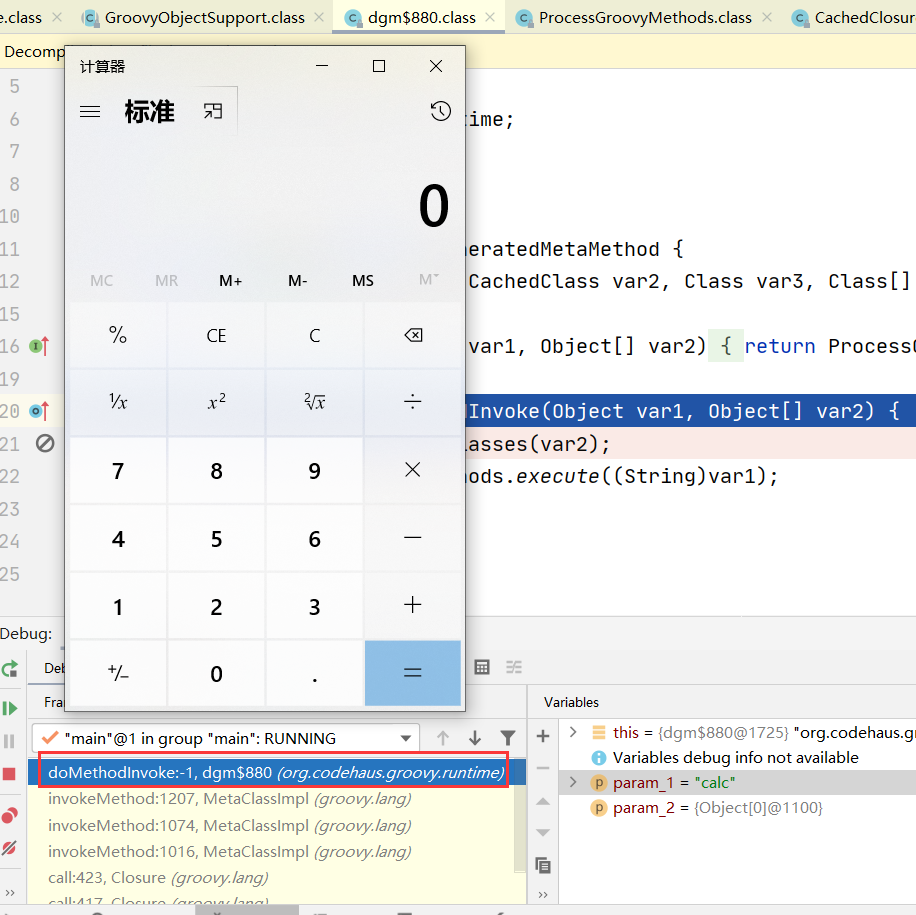 e.class GroovyObjectSupport.class dgm$880.class ProcessGroovyMethods.class CachedClosur
Decomp
计算器
标准
0
MC MR M+ M- MS M
% CE C
¹/x x² ²√x ÷
7 8 9 ×
4 5 6 −
1 2 3 +
+/− 0 . =
5
6 time;
7
8
10
11 neratedMetaMethod {
12 CachedClass var2, Class var3, Class[]
15
16 var1, Object[] var2) { return ProcessG
19
20 Invoke(Object var1, Object[] var2) {
21 lasses(var2);
22 hods.execute((String)var1);
23
24
25
Debug:
Deb
Fra
Variables
"main"@1 in group "main": RUNNING
doMethodInvoke:-1, dgm$880 (org.codehaus.groovy.runtime)
invokeMethod:1207, MetaClassImpl (groovy.lang)
invokeMethod:1074, MetaClassImpl (groovy.lang)
invokeMethod:1016, MetaClassImpl (groovy.lang)
call:423, Closure (groovy.lang)
call:417, Closure (groovy.lang)
this = {dgm$880@1725} "org.codehaus.gr
Variables debug info not available
param_1 = "calc"
param_2 = {Object[0]@1100}